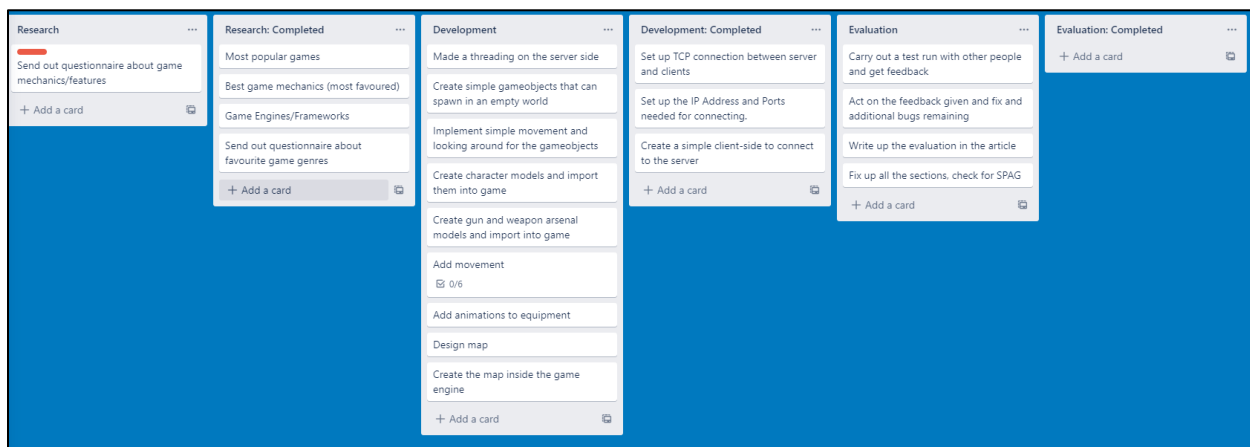 Research
Send out questionnaire about game
mechanics/features
+ Add a card
Research: Completed
Most popular games
Best game mechanics (most favoured)
Game Engines/Frameworks
Send out questionnaire about
favourite game genres
+ Add a card
Development
Made a threading on the server side
Create simple gameobjects that can
spawn in an empty world
Implement simple movement and
looking around for the gameobjects
Create character models and import
them into game
Create gun and weapon arsenal
models and import into game
Add movement
0/6
Add animations to equipment
Design map
Create the map inside the game
engine
+ Add a card
Development: Completed
Set up TCP connection between server
and clients
Set up the IP Address and Ports
needed for connecting.
Create a simple client-side to connect
to the server
+ Add a card
Evaluation
Carry out a test run with other people
and get feedback
Act on the feedback given and fix and
additional bugs remaining
Write up the evaluation in the article
Fix up all the sections, check for SPAG
+ Add a card
Evaluation: Completed
+ Add a card